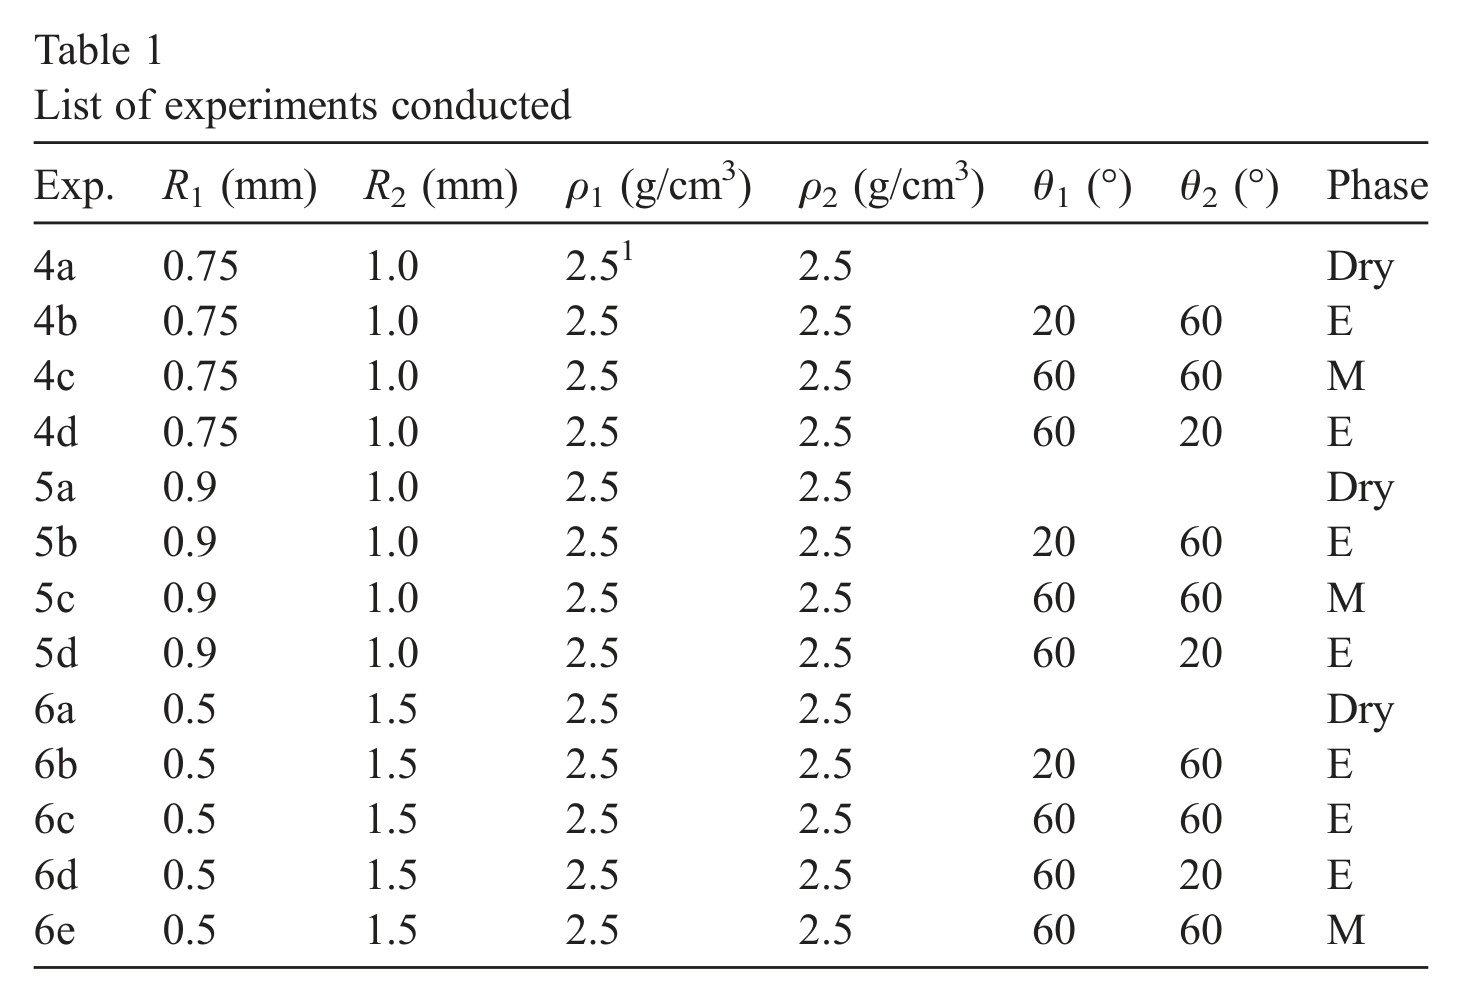 Table 1
List of experiments conducted
Exp. R₁ (mm) R₂ (mm) ρ₁ (g/cm³) ρ₂ (g/cm³) θ₁ (°) θ₂ (°) Phase
4a 0.75 1.0 2.5¹ 2.5 Dry
4b 0.75 1.0 2.5 2.5 20 60 E
4c 0.75 1.0 2.5 2.5 60 60 M
4d 0.75 1.0 2.5 2.5 60 20 E
5a 0.9 1.0 2.5 2.5 Dry
5b 0.9 1.0 2.5 2.5 20 60 E
5c 0.9 1.0 2.5 2.5 60 60 M
5d 0.9 1.0 2.5 2.5 60 20 E
6a 0.5 1.5 2.5 2.5 Dry
6b 0.5 1.5 2.5 2.5 20 60 E
6c 0.5 1.5 2.5 2.5 60 60 E
6d 0.5 1.5 2.5 2.5 60 20 E
6e 0.5 1.5 2.5 2.5 60 60 M